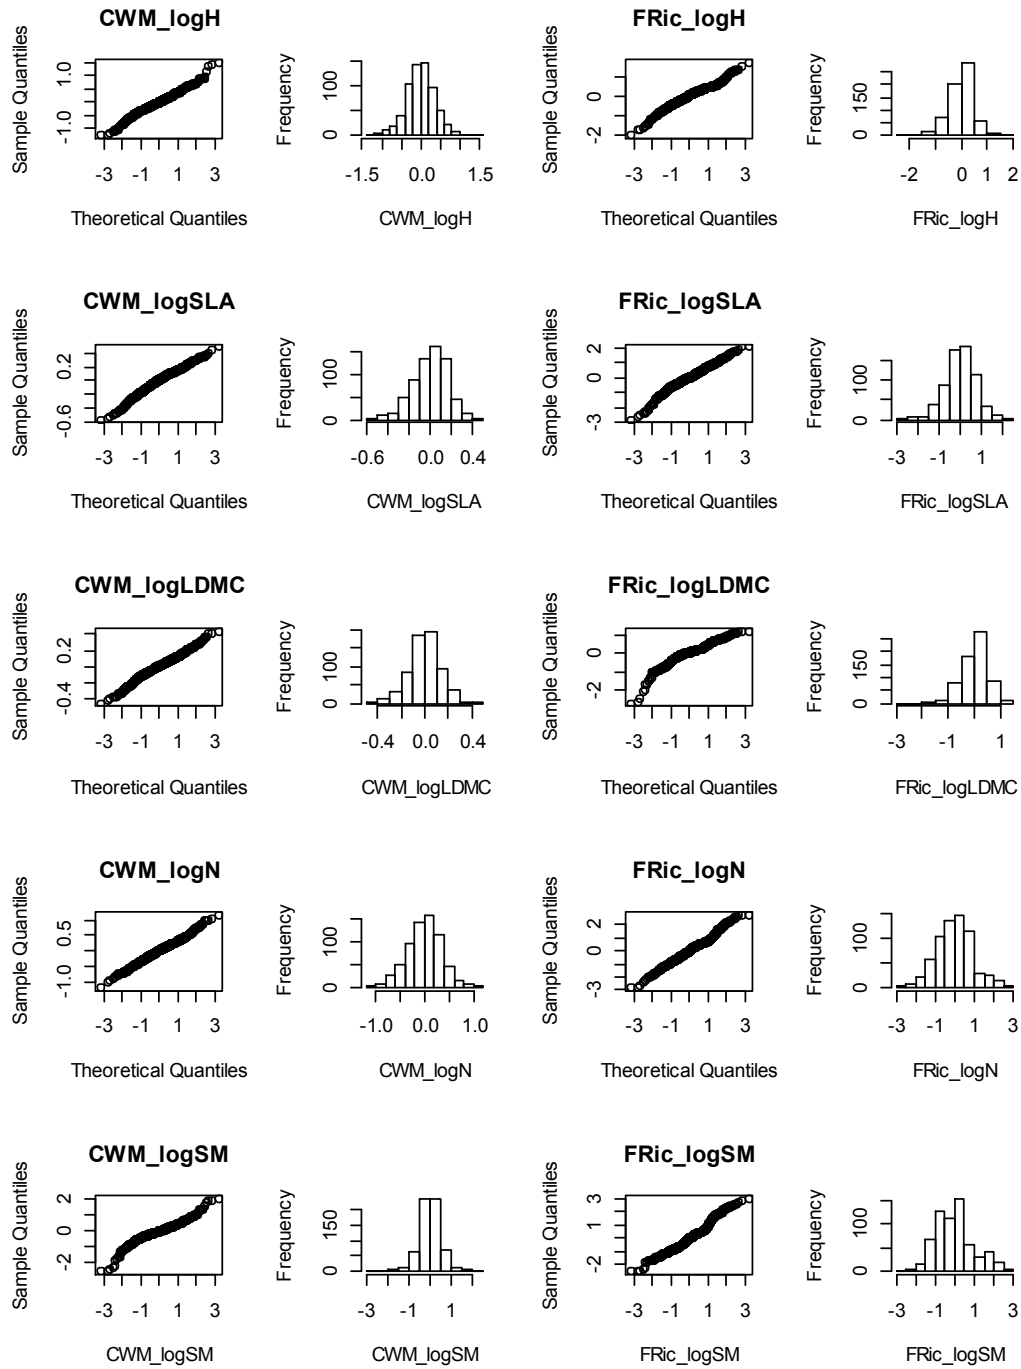 CWM_logH FRic_logH
Sample Quantiles -1.0 1.0 Frequency 0 100 Sample Quantiles -2 0 Frequency 0 150
-3 -1 1 3 -1.5 0.0 1.5 -3 -1 1 3 -2 0 1 2
Theoretical Quantiles CWM_logH Theoretical Quantiles FRic_logH
CWM_logSLA FRic_logSLA
Sample Quantiles -0.6 0.2 Frequency 0 100 Sample Quantiles -3 0 2 Frequency 0 100
-3 -1 1 3 -0.6 0.0 0.4 -3 -1 1 3 -3 -1 1
Theoretical Quantiles CWM_logSLA Theoretical Quantiles FRic_logSLA
CWM_logLDMC FRic_logLDMC
Sample Quantiles -0.4 0.2 Frequency 0 100 Sample Quantiles -2 0 Frequency 0 150
-3 -1 1 3 -0.4 0.0 0.4 -3 -1 1 3 -3 -1 1
Theoretical Quantiles CWM_logLDMC Theoretical Quantiles FRic_logLDMC
CWM_logN FRic_logN
Sample Quantiles -1.0 0.5 Frequency 0 100 Sample Quantiles -3 0 2 Frequency 0 100
-3 -1 1 3 -1.0 0.0 1.0 -3 -1 1 3 -3 -1 1 3
Theoretical Quantiles CWM_logN Theoretical Quantiles FRic_logN
CWM_logSM FRic_logSM
Sample Quantiles -2 0 2 Frequency 0 150 Sample Quantiles -2 1 3 Frequency 0 100
-3 -1 1 3 -3 -1 1 -3 -1 1 3 -3 -1 1 3
CWM_logSM CWM_logSM FRic_logSM FRic_logSM